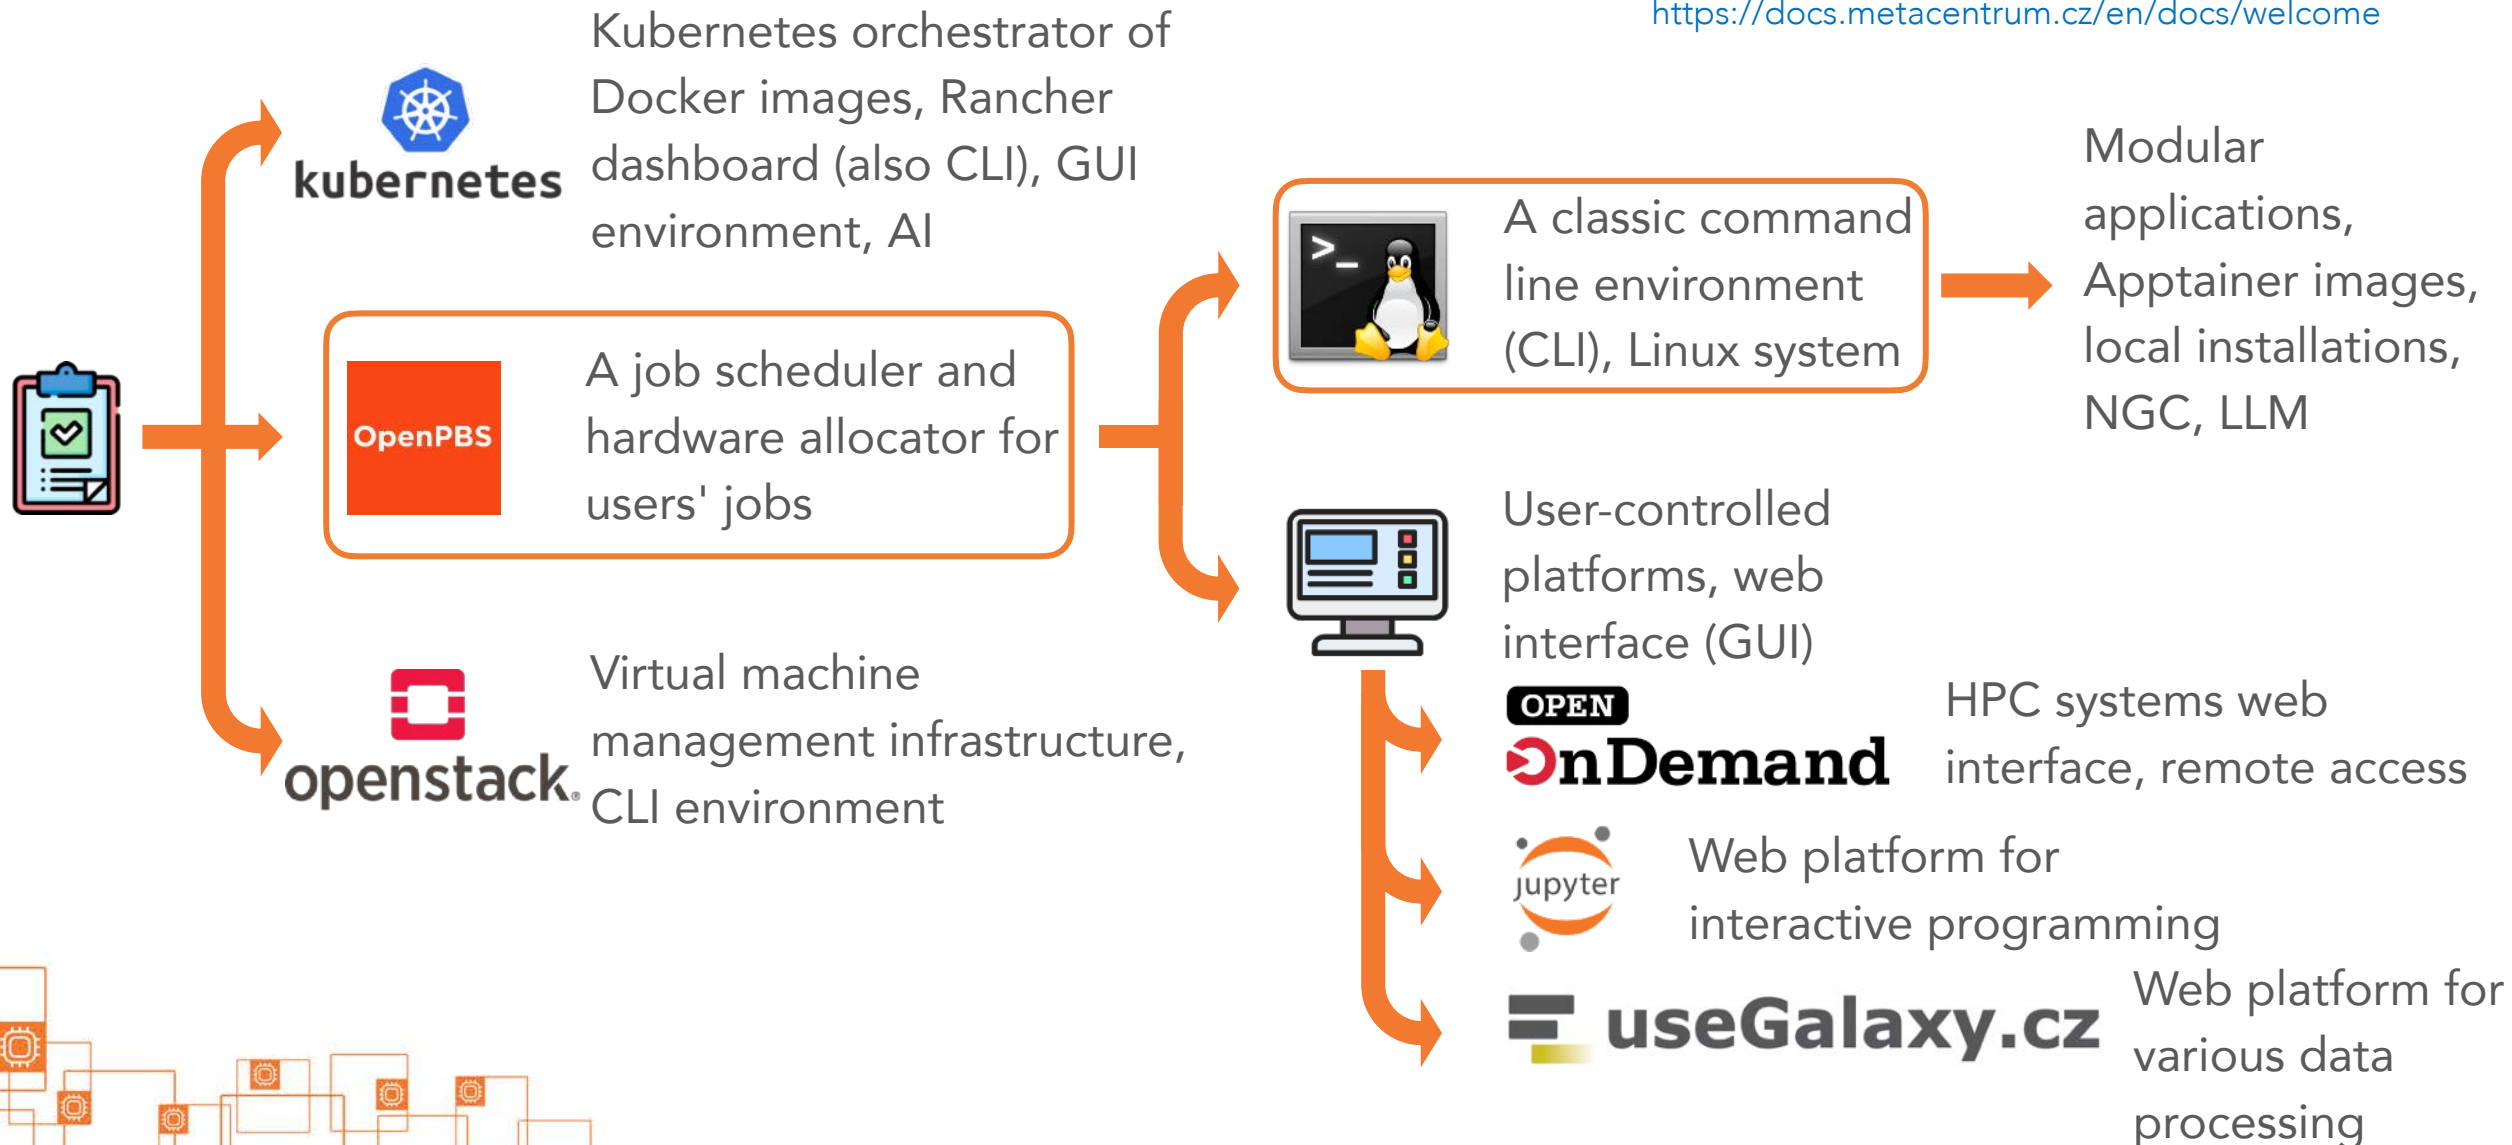 https://docs.metacentrum.cz/en/docs/welcome
kubernetes
Kubernetes orchestrator of
Docker images, Rancher
dashboard (also CLI), GUI
environment, AI
OpenPBS
A job scheduler and
hardware allocator for
users' jobs
openstack.
Virtual machine
management infrastructure,
CLI environment
>_
A classic command
line environment
(CLI), Linux system
Modular
applications,
Apptainer images,
local installations,
NGC, LLM
User-controlled
platforms, web
interface (GUI)
OPEN
OnDemand
HPC systems web
interface, remote access
jupyter
Web platform for
interactive programming
useGalaxy.cz
Web platform for
various data
processing